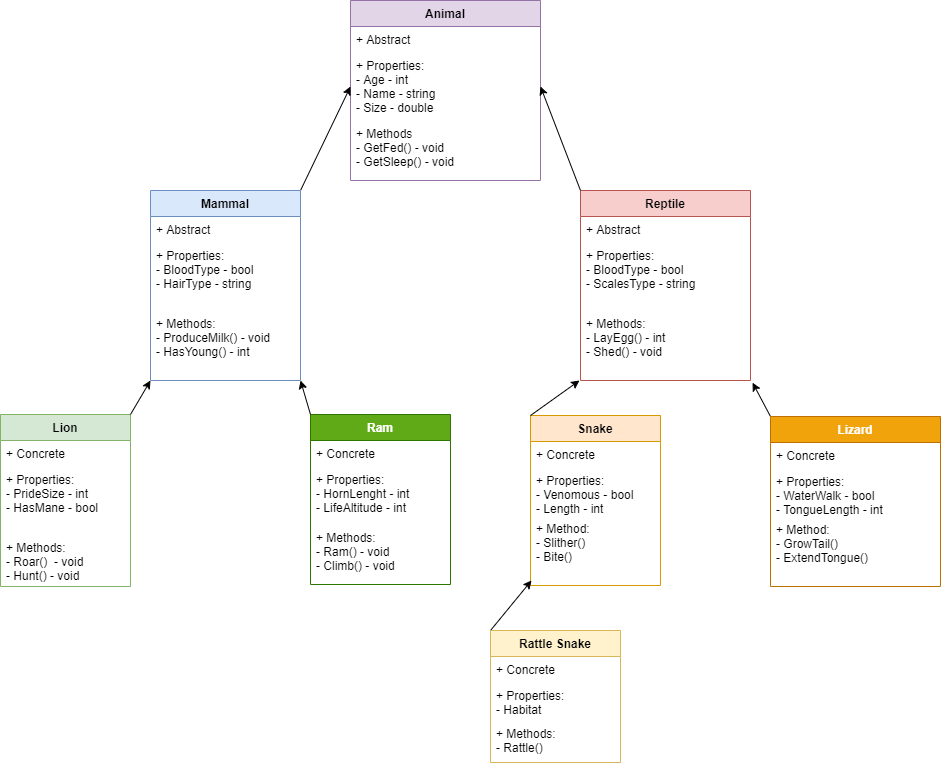 Animal
+ Abstract
+ Properties:
- Age - int
- Name - string
- Size - double
+ Methods
- GetFed() - void
- GetSleep() - void
Mammal
+ Abstract
+ Properties:
- BloodType - bool
- HairType - string
+ Methods:
- ProduceMilk() - void
- HasYoung() - int
Reptile
+ Abstract
+ Properties:
- BloodType - bool
- ScalesType - string
+ Methods:
- LayEgg() - int
- Shed() - void
Lion
+ Concrete
+ Properties:
- PrideSize - int
- HasMane - bool
+ Methods:
- Roar()  - void
- Hunt() - void
Ram
+ Concrete
+ Properties:
- HornLenght - int
- LifeAltitude - int
+ Methods:
- Ram() - void
- Climb() - void
Snake
+ Concrete
+ Properties:
- Venomous - bool
- Length - int
+ Method:
- Slither()
- Bite()
Lizard
+ Concrete
+ Properties:
- WaterWalk - bool
- TongueLength - int
+ Method:
- GrowTail()
- ExtendTongue()
Rattle Snake
+ Concrete
+ Properties:
- Habitat
+ Methods:
- Rattle()